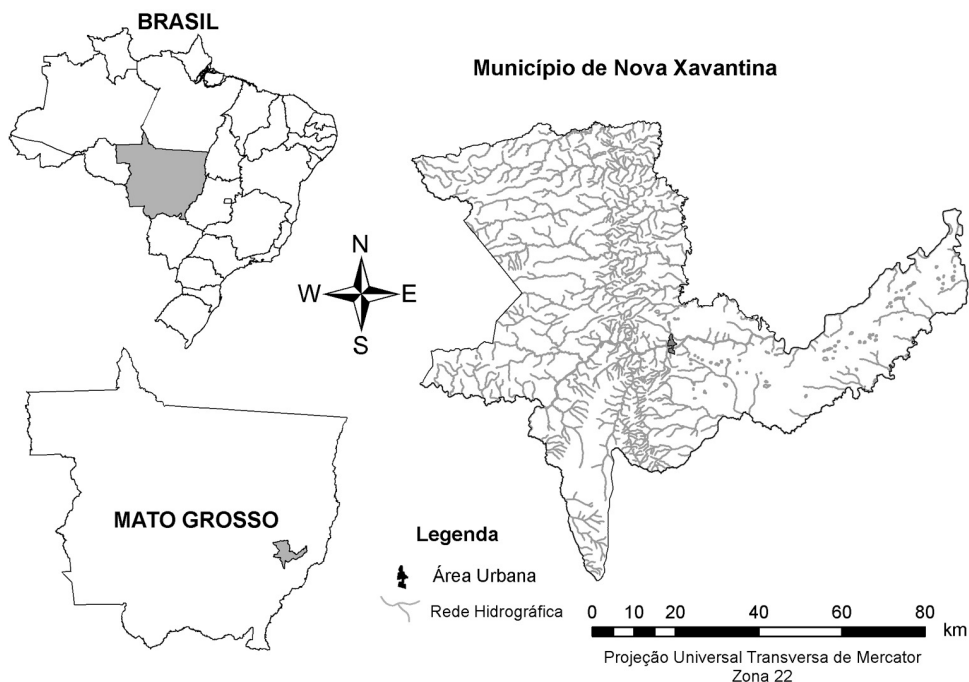 BRASIL
Município de Nova Xavantina
N
W
E
S
MATO GROSSO
Legenda
Área Urbana
Rede Hidrográfica
0 10 20 40 60 80
km
Projeção Universal Transversa de Mercator
Zona 22